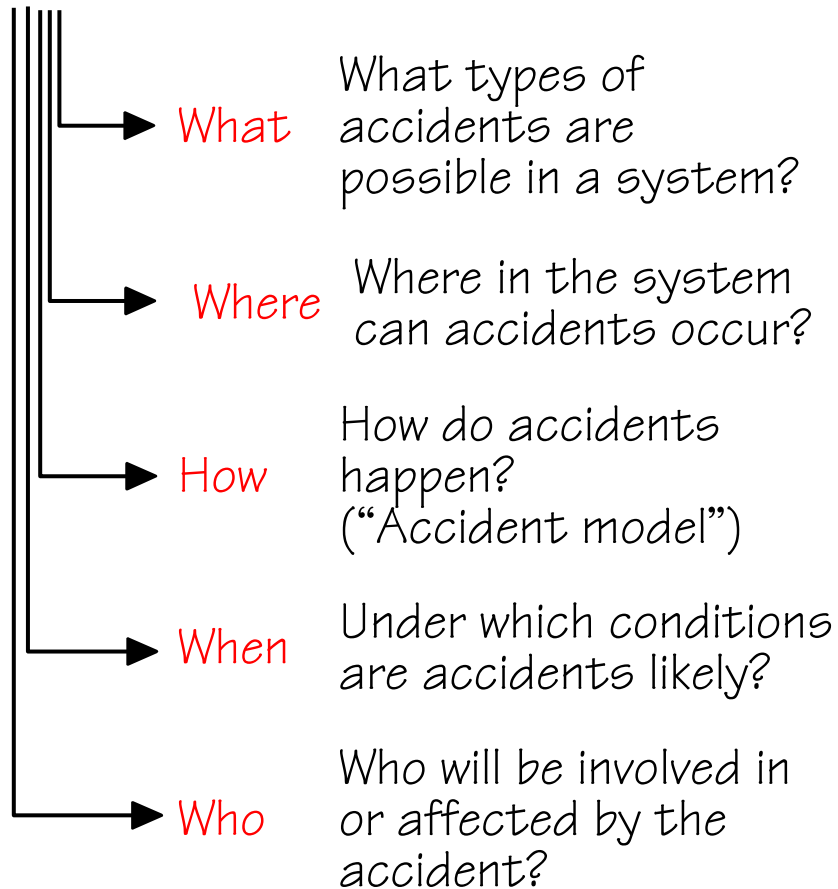 What
What types of
accidents are
possible in a system?
Where
Where in the system
can accidents occur?
How
How do accidents
happen?
(“Accident model”)
When
Under which conditions
are accidents likely?
Who
Who will be involved in
or affected by the
accident?